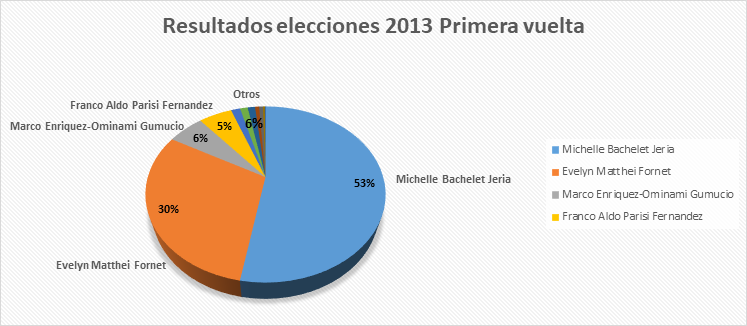 Resultados elecciones 2013 Primera vuelta
Otros
Franco Aldo Parisi Fernandez
Marco Enriquez-Ominami Gumucio
5%
6%
6%
Michelle Bachelet Jeria
53%
30%
Evelyn Matthei Fornet
Michelle Bachelet Jeria
Evelyn Matthei Fornet
Marco Enriquez-Ominami Gumucio
Franco Aldo Parisi Fernandez